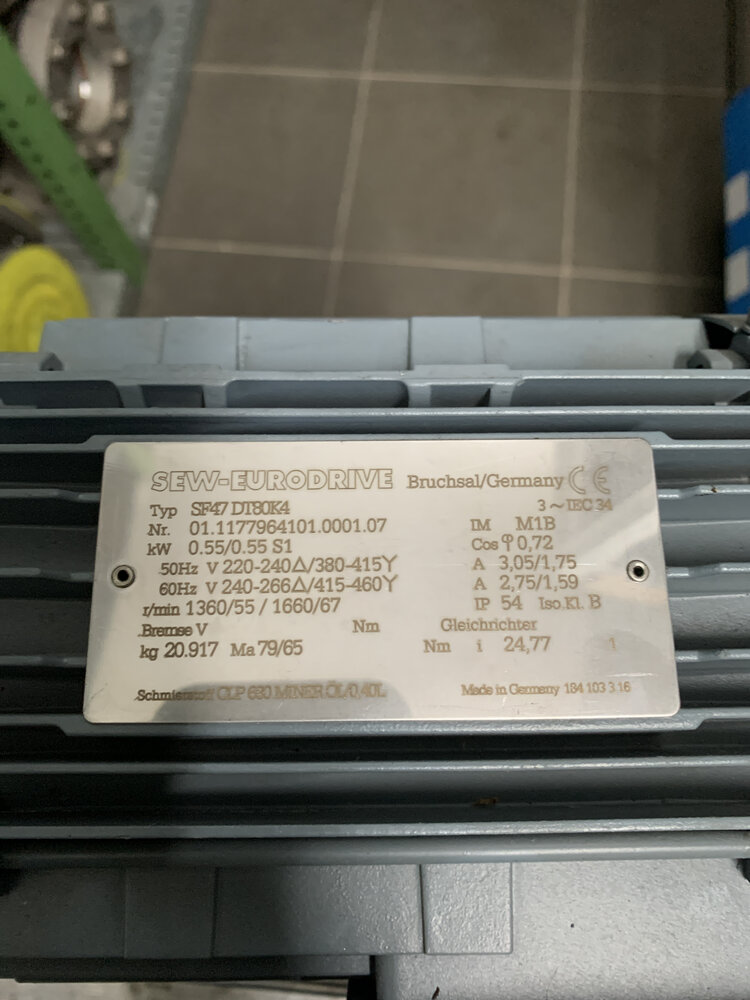 SEW-EURODRIVE Bruchsal/Germany CE
3~IEC 34
Typ SF47 DT80K4
Nr. 01.1177964101.0001.07 IM M1B
kW 0.55/0.55 S1 Cos φ 0,72
50Hz V 220-240△/380-415Y A 3,05/1,75
60Hz V 240-266△/415-460Y A 2,75/1,59
r/min 1360/55 / 1660/67 IP 54 Iso.Kl. B
Bremse V Nm Gleichrichter
kg 20.917 Ma 79/65 Nm i 24,77 1
Schmierstoff CLP 680 MINER.ÖL/0,40L Made in Germany 184 103 3.16